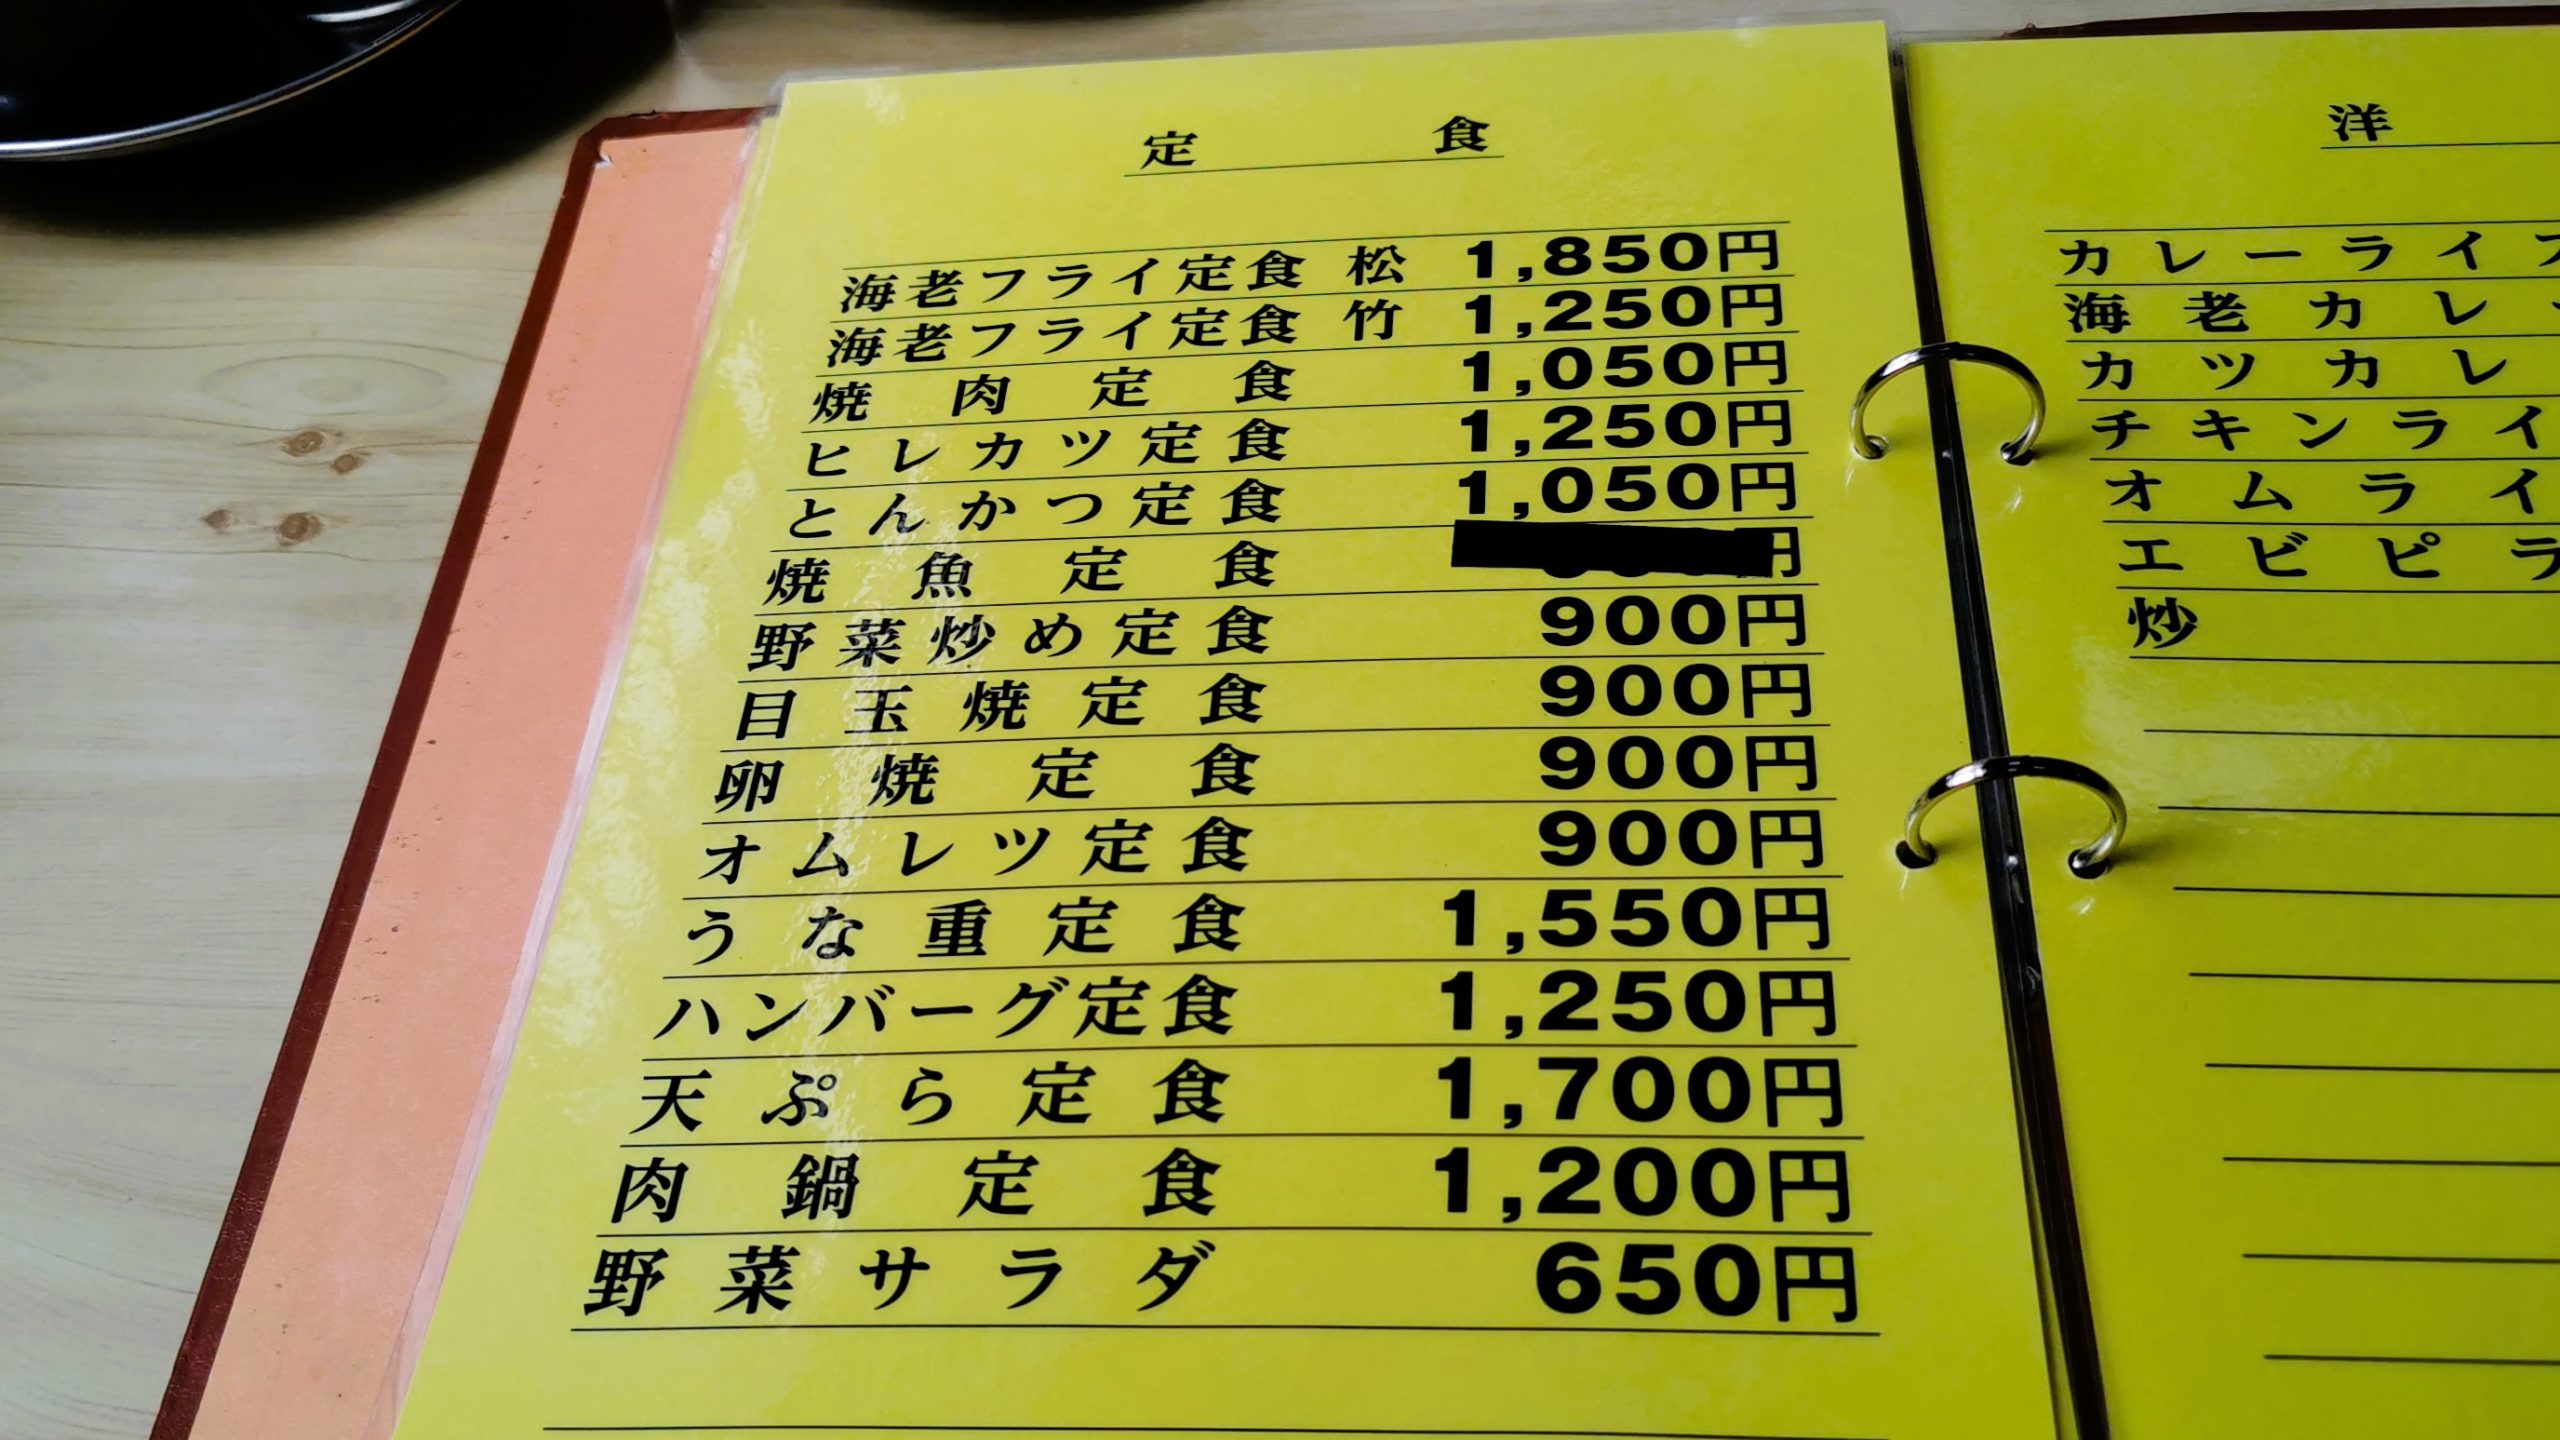 定食
海老フライ定食 松 1,850円
海老フライ定食 竹 1,250円
焼肉定食 1,050円
ヒレカツ定食 1,250円
とんかつ定食 1,050円
焼魚定食 円
野菜炒め定食 900円
目玉焼定食 900円
卵焼定食 900円
オムレツ定食 900円
うな重定食 1,550円
ハンバーグ定食 1,250円
天ぷら定食 1,700円
肉鍋定食 1,200円
野菜サラダ 650円
洋
カレーライ
海老カレ
カツカレ
チキンライ
オムライ
エビピラ
炒